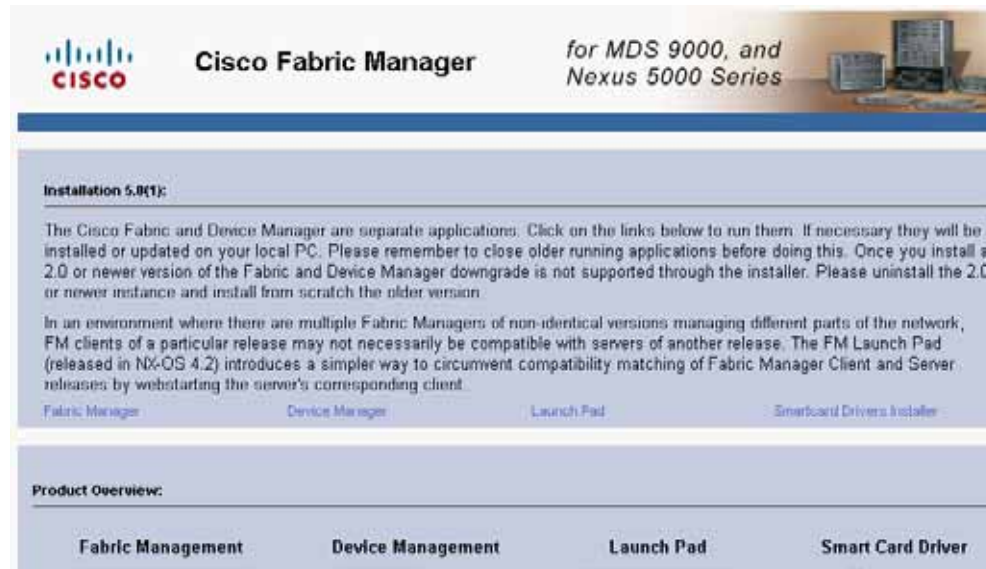 CISCO
Cisco Fabric Manager
for MDS 9000, and
Nexus 5000 Series
Installation 5.0(1):
The Cisco Fabric and Device Manager are separate applications. Click on the links below to run them. If necessary they will be
installed or updated on your local PC. Please remember to close older running applications before doing this. Once you install a
2.0 or newer version of the Fabric and Device Manager downgrade is not supported through the installer. Please uninstall the 2.0
or newer instance and install from scratch the older version.
In an environment where there are multiple Fabric Managers of non-identical versions managing different parts of the network,
FM clients of a particular release may not necessarily be compatible with servers of another release. The FM Launch Pad
(released in NX-OS 4.2) introduces a simpler way to circumvent compatibility matching of Fabric Manager Client and Server
releases by webstarting the server's corresponding client.
Fabric Manager Device Manager Launch Pad Smartcard Drivers Installer
Product Overview:
Fabric Management Device Management Launch Pad Smart Card Driver